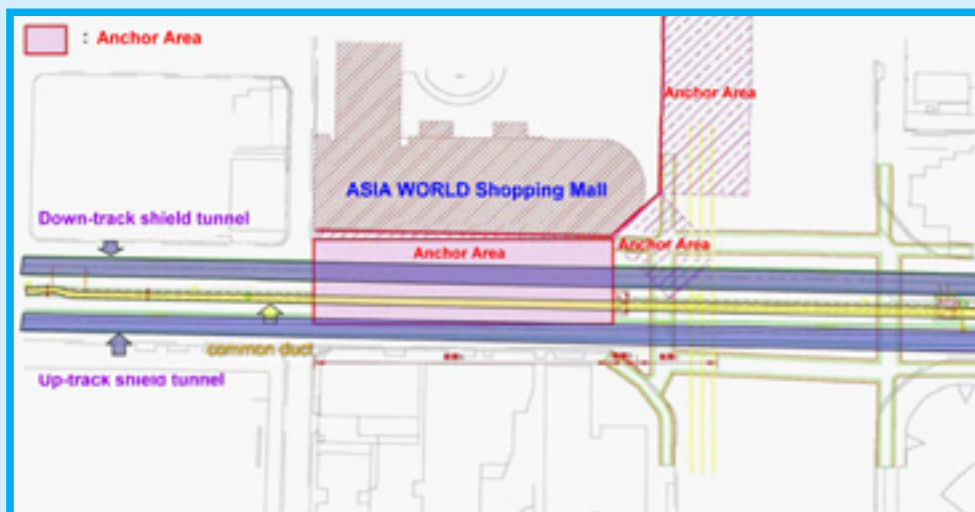 : Anchor Area
Anchor Area
ASIA WORLD Shopping Mall
Down-track shield tunnel
Anchor Area
Anchor Area
common duct
Up-track shield tunnel